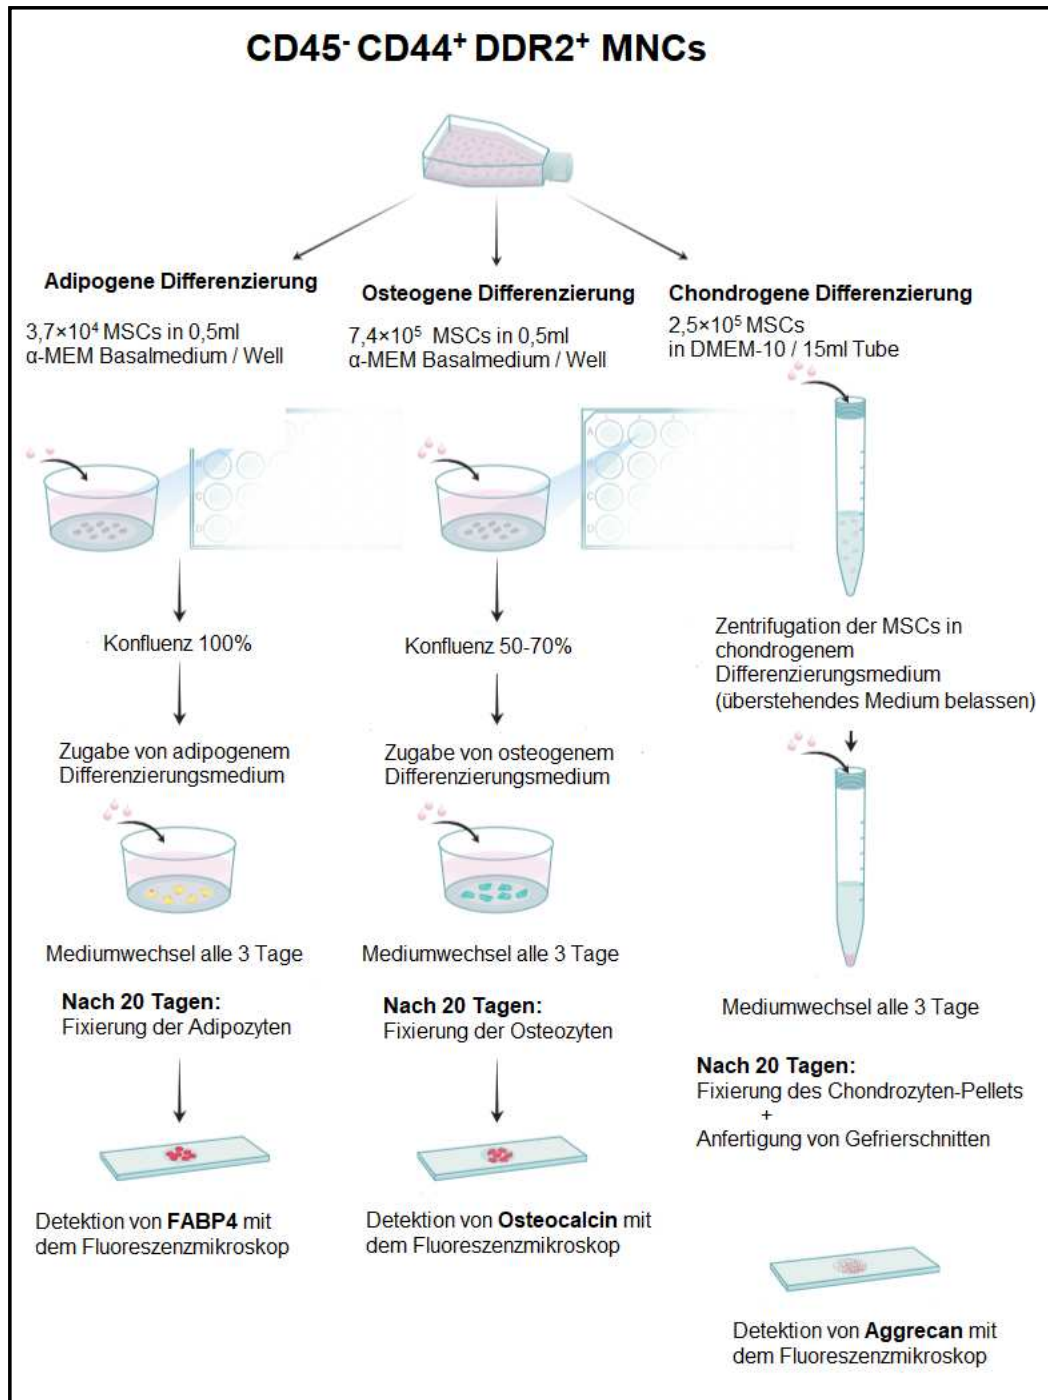 CD45⁻ CD44⁺ DDR2⁺ MNCs
Adipogene Differenzierung
3,7×10⁴ MSCs in 0,5ml
α-MEM Basalmedium / Well
Konfluenz 100%
Zugabe von adipogenem
Differenzierungsmedium
Mediumwechsel alle 3 Tage
Nach 20 Tagen:
Fixierung der Adipozyten
Detektion von FABP4 mit
dem Fluoreszenzmikroskop
Osteogene Differenzierung
7,4×10⁵ MSCs in 0,5ml
α-MEM Basalmedium / Well
A
C
D
Konfluenz 50-70%
Zugabe von osteogenem
Differenzierungsmedium
Mediumwechsel alle 3 Tage
Nach 20 Tagen:
Fixierung der Osteozyten
Detektion von Osteocalcin mit
dem Fluoreszenzmikroskop
Chondrogene Differenzierung
2,5×10⁵ MSCs
in DMEM-10 / 15ml Tube
Zentrifugation der MSCs in
chondrogenem
Differenzierungsmedium
(überstehendes Medium belassen)
Mediumwechsel alle 3 Tage
Nach 20 Tagen:
Fixierung des Chondrozyten-Pellets
+
Anfertigung von Gefrierschnitten
Detektion von Aggrecan mit
dem Fluoreszenzmikroskop